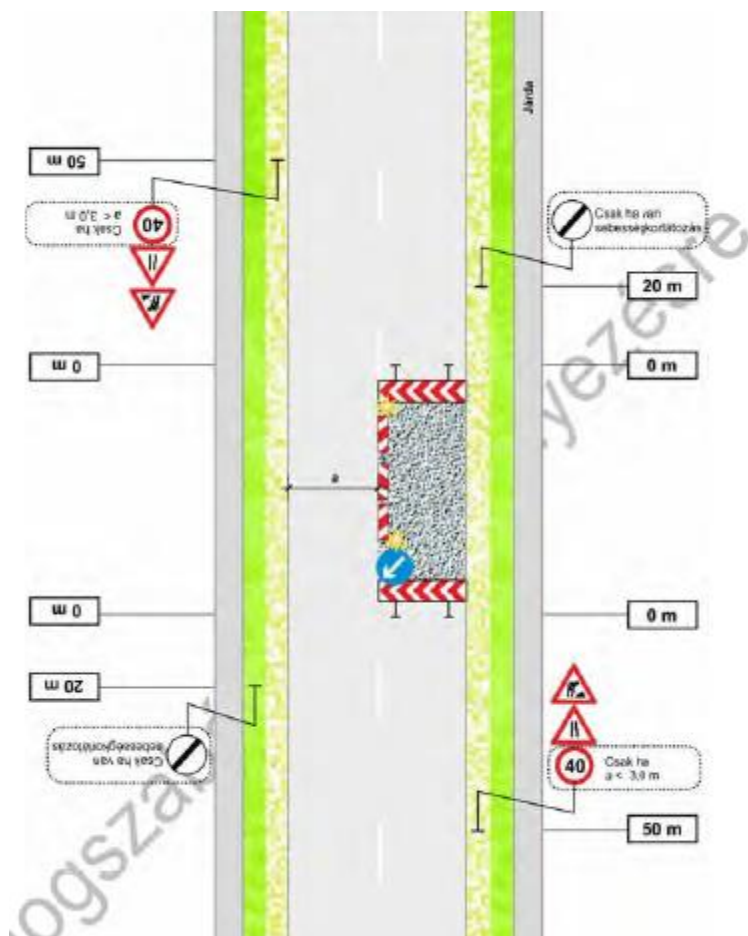 Járda
50 m
40
Csak ha
a < 3,0 m
Csak ha van
sebességkorlátozás
20 m
0 m
0 m
a
0 m
0 m
20 m
Csak ha van
sebességkorlátozás
40
Csak ha
a < 3,0 m
50 m